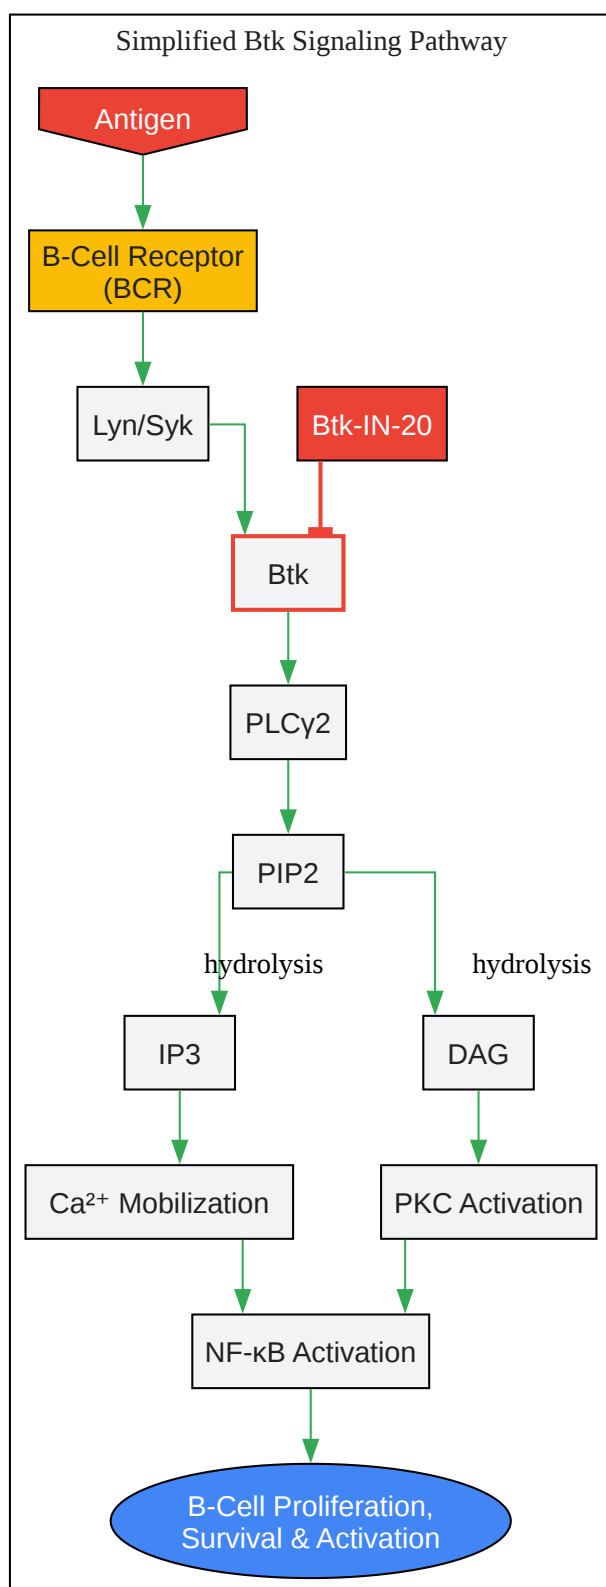 Simplified Btk Signaling Pathway
Antigen
B-Cell Receptor
(BCR)
Lyn/Syk
Btk-IN-20
Btk
PLCγ2
PIP2
hydrolysis
hydrolysis
IP3
DAG
Ca²⁺ Mobilization
PKC Activation
NF-κB Activation
B-Cell Proliferation,
Survival & Activation